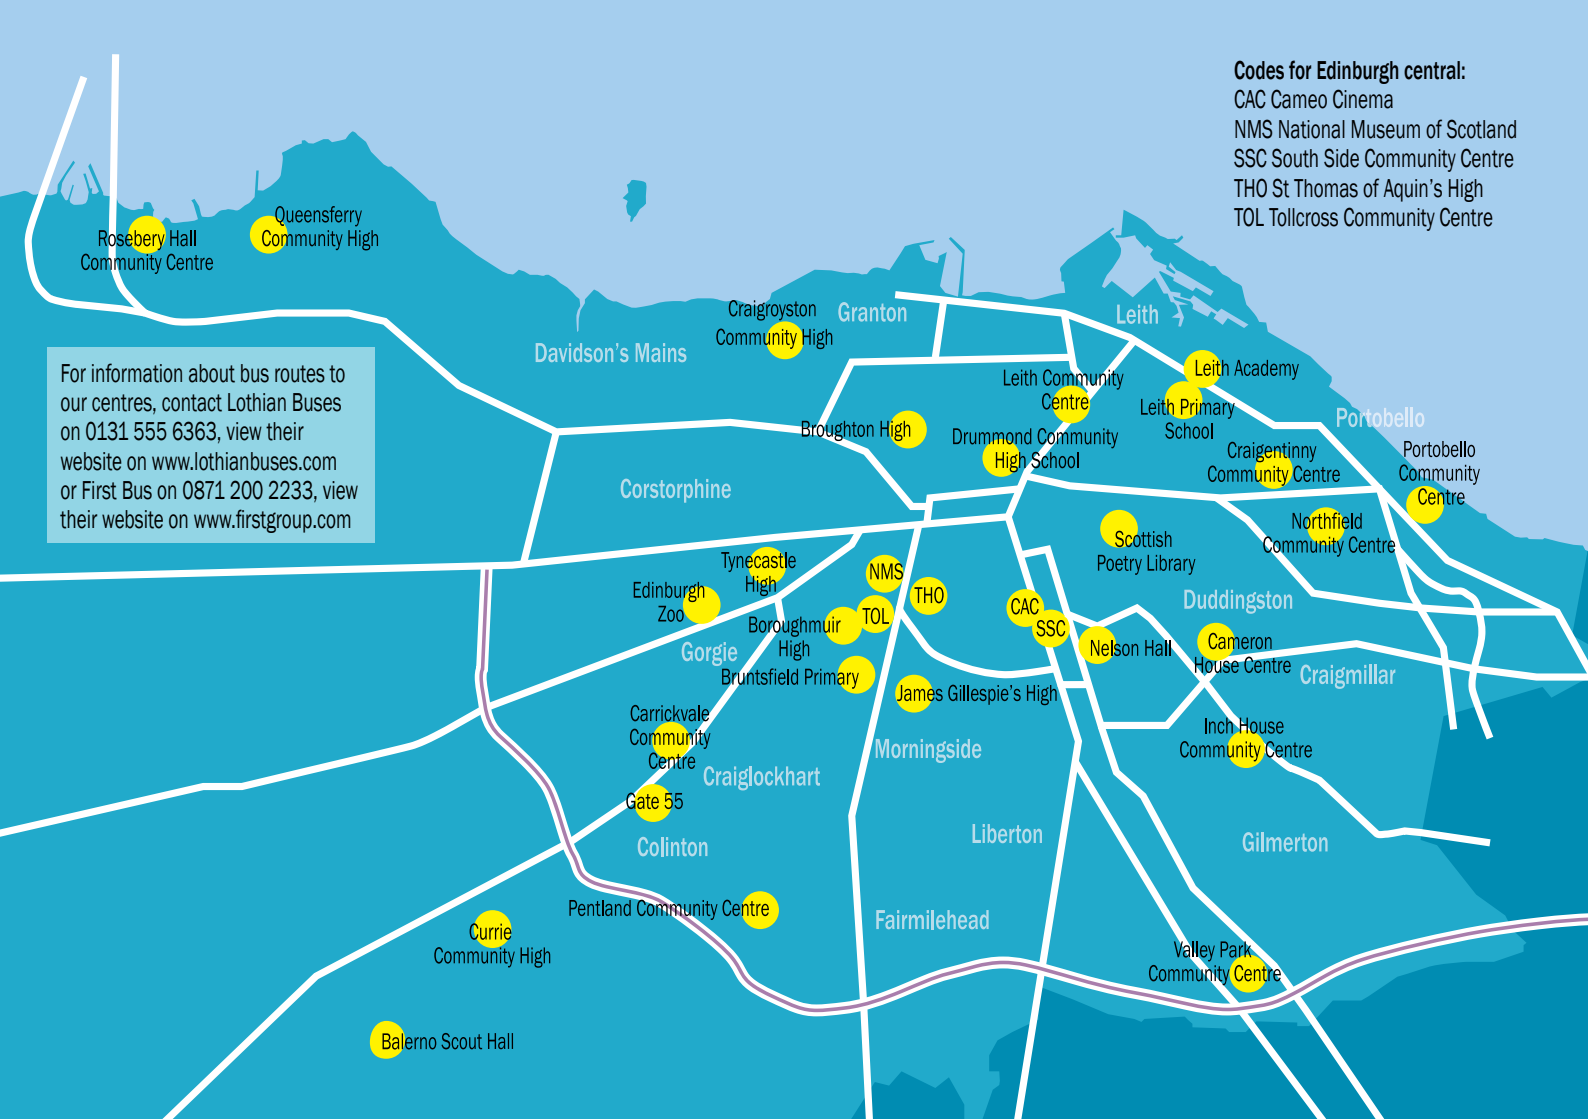 Codes for Edinburgh central:
CAC Cameo Cinema
NMS National Museum of Scotland
SSC South Side Community Centre
THO St Thomas of Aquin's High
TOL Tollcross Community Centre
Queensferry
Community High
Rosebery Hall
Community Centre
Craigroyston
Community High
Granton
Leith
Davidson's Mains
For information about bus routes to
our centres, contact Lothian Buses
on 0131 555 6363, view their
website on www.lothianbuses.com
or First Bus on 0871 200 2233, view
their website on www.firstgroup.com
Leith Community
Centre
Leith Academy
Leith Primary
School
Portobello
Broughton High
Drummond Community
High School
Craigentinny
Community Centre
Portobello
Community
Centre
Corstorphine
Northfield
Community Centre
Scottish
Poetry Library
Tynecastle
High
NMS
Edinburgh
Zoo
THO
TOL
CAC
SSC
Duddingston
Boroughmuir
High
Gorgie
Nelson Hall
Cameron
House Centre
Craigmillar
Bruntsfield Primary
James Gillespie's High
Carrickvale
Community
Centre
Inch House
Community Centre
Morningside
Craiglockhart
Gate 55
Colinton
Liberton
Gilmerton
Pentland Community Centre
Fairmilehead
Currie
Community High
Valley Park
Community Centre
Balerno Scout Hall